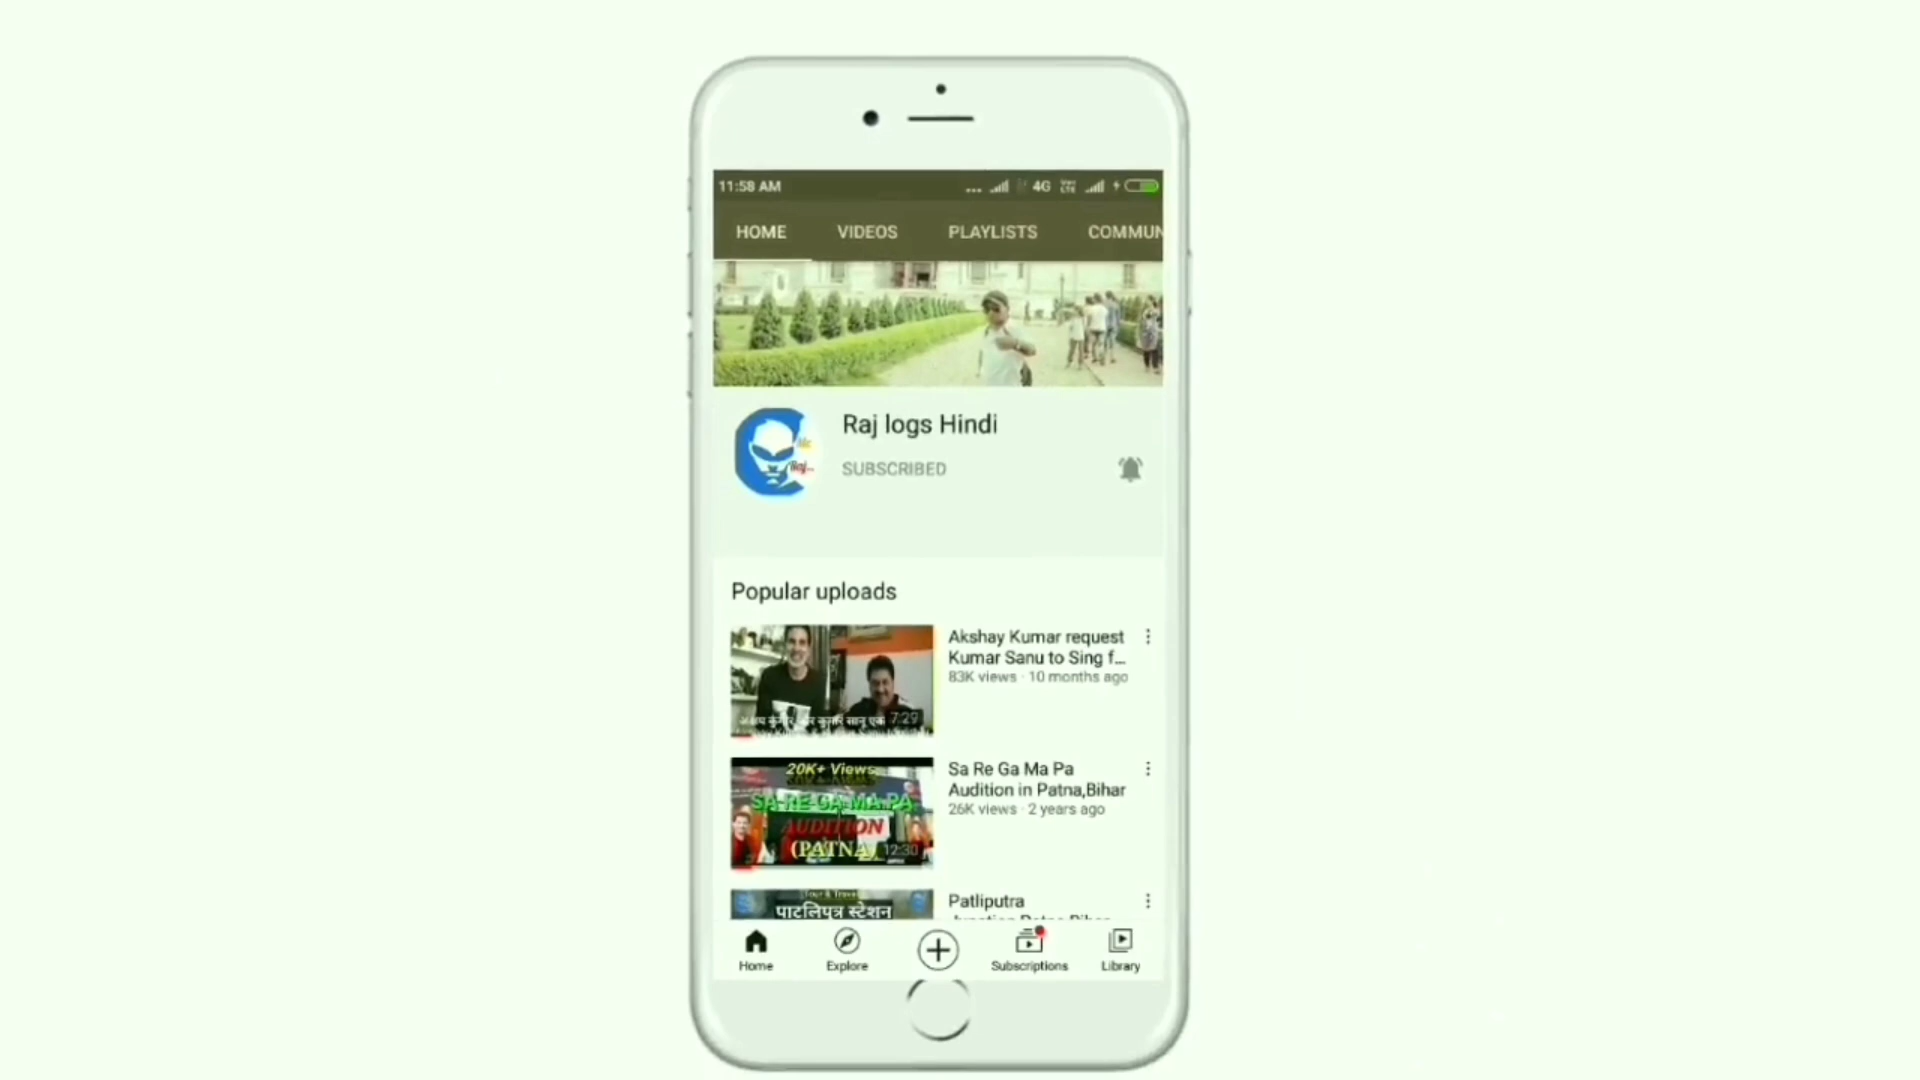 11:58 AM
4G
HOME VIDEOS PLAYLISTS COMMUN
Raj logs Hindi
Raj...
SUBSCRIBED
Popular uploads
Akshay Kumar request
Kumar Sanu to Sing f...
83K views · 10 months ago
7:29
Sa Re Ga Ma Pa
Audition in Patna,Bihar
26K views · 2 years ago
20K+ Views
SA-RE-GA-MA-PA
AUDITION
(PATNA)
12:30
पाटलिपुत्र स्टेशन
Patliputra
Home Explore Subscriptions Library